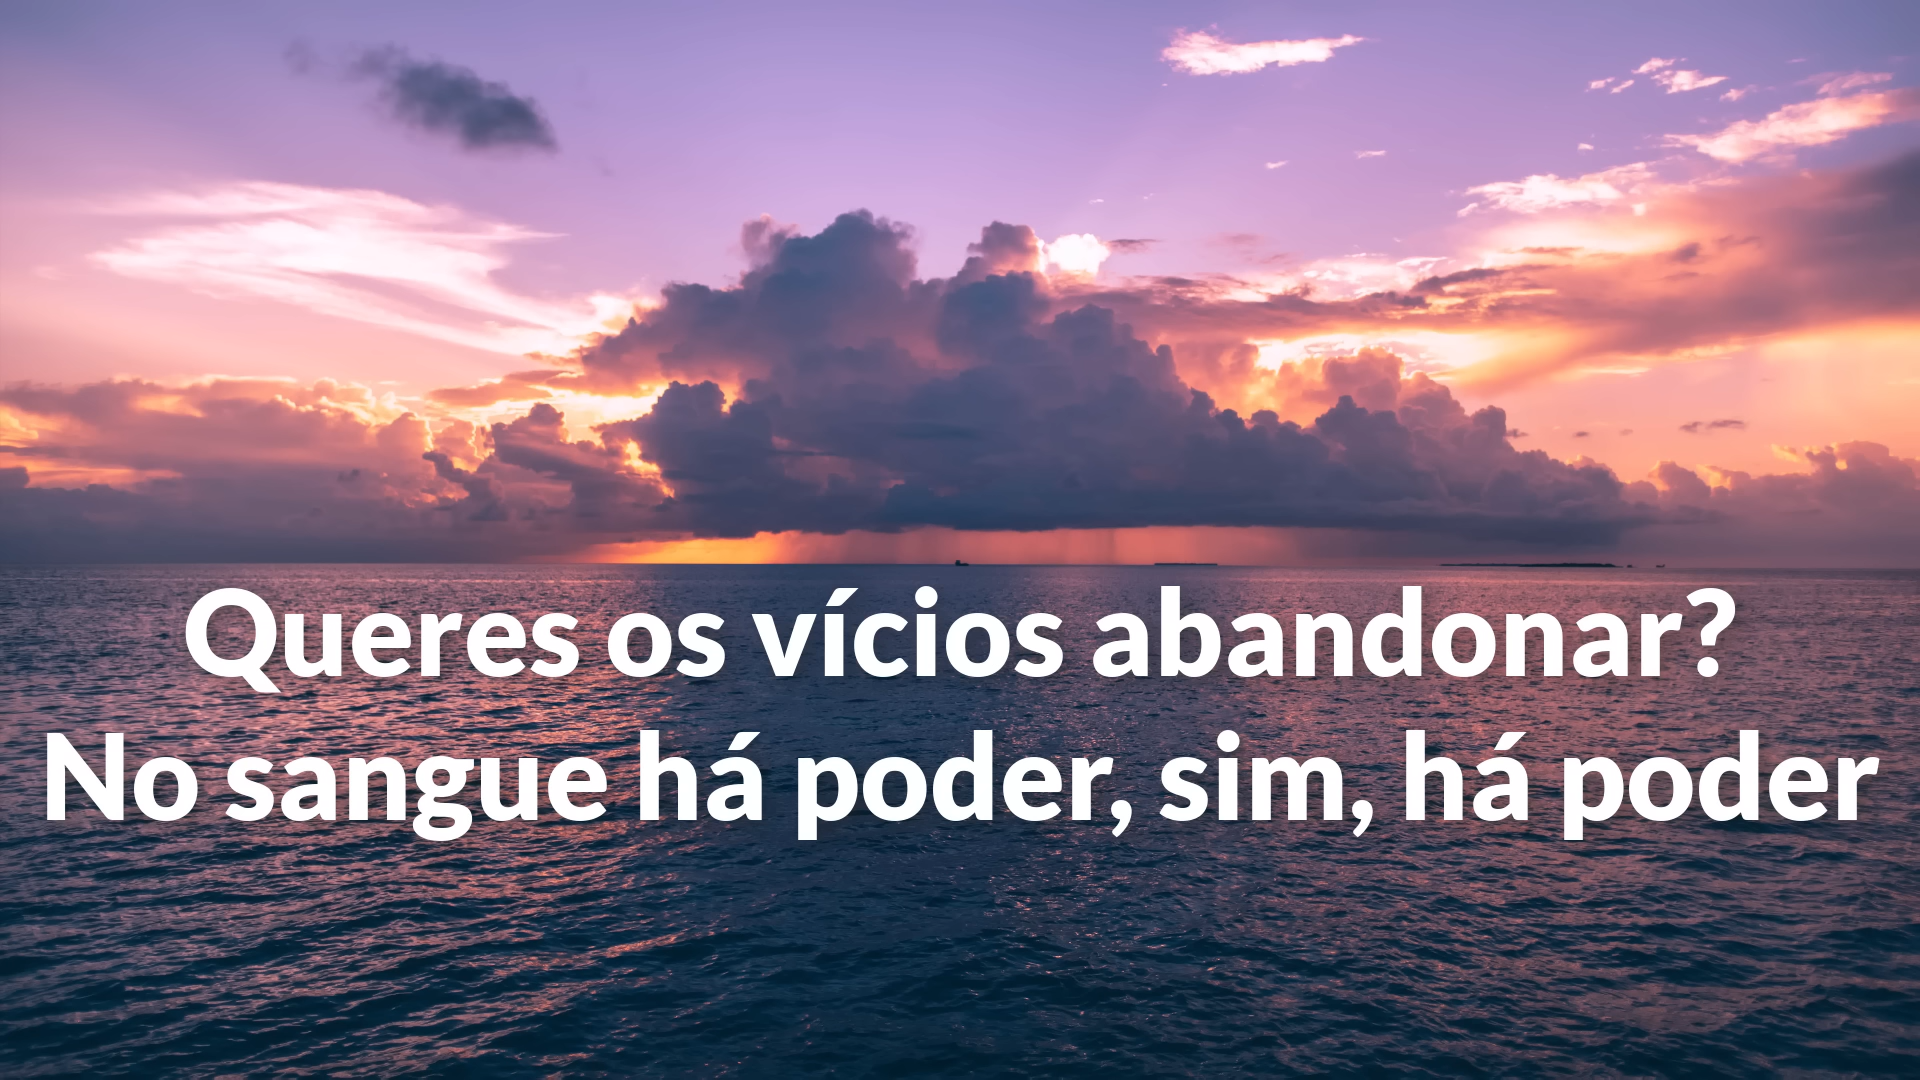 Queres os vícios abandonar?
No sangue há poder, sim, há poder